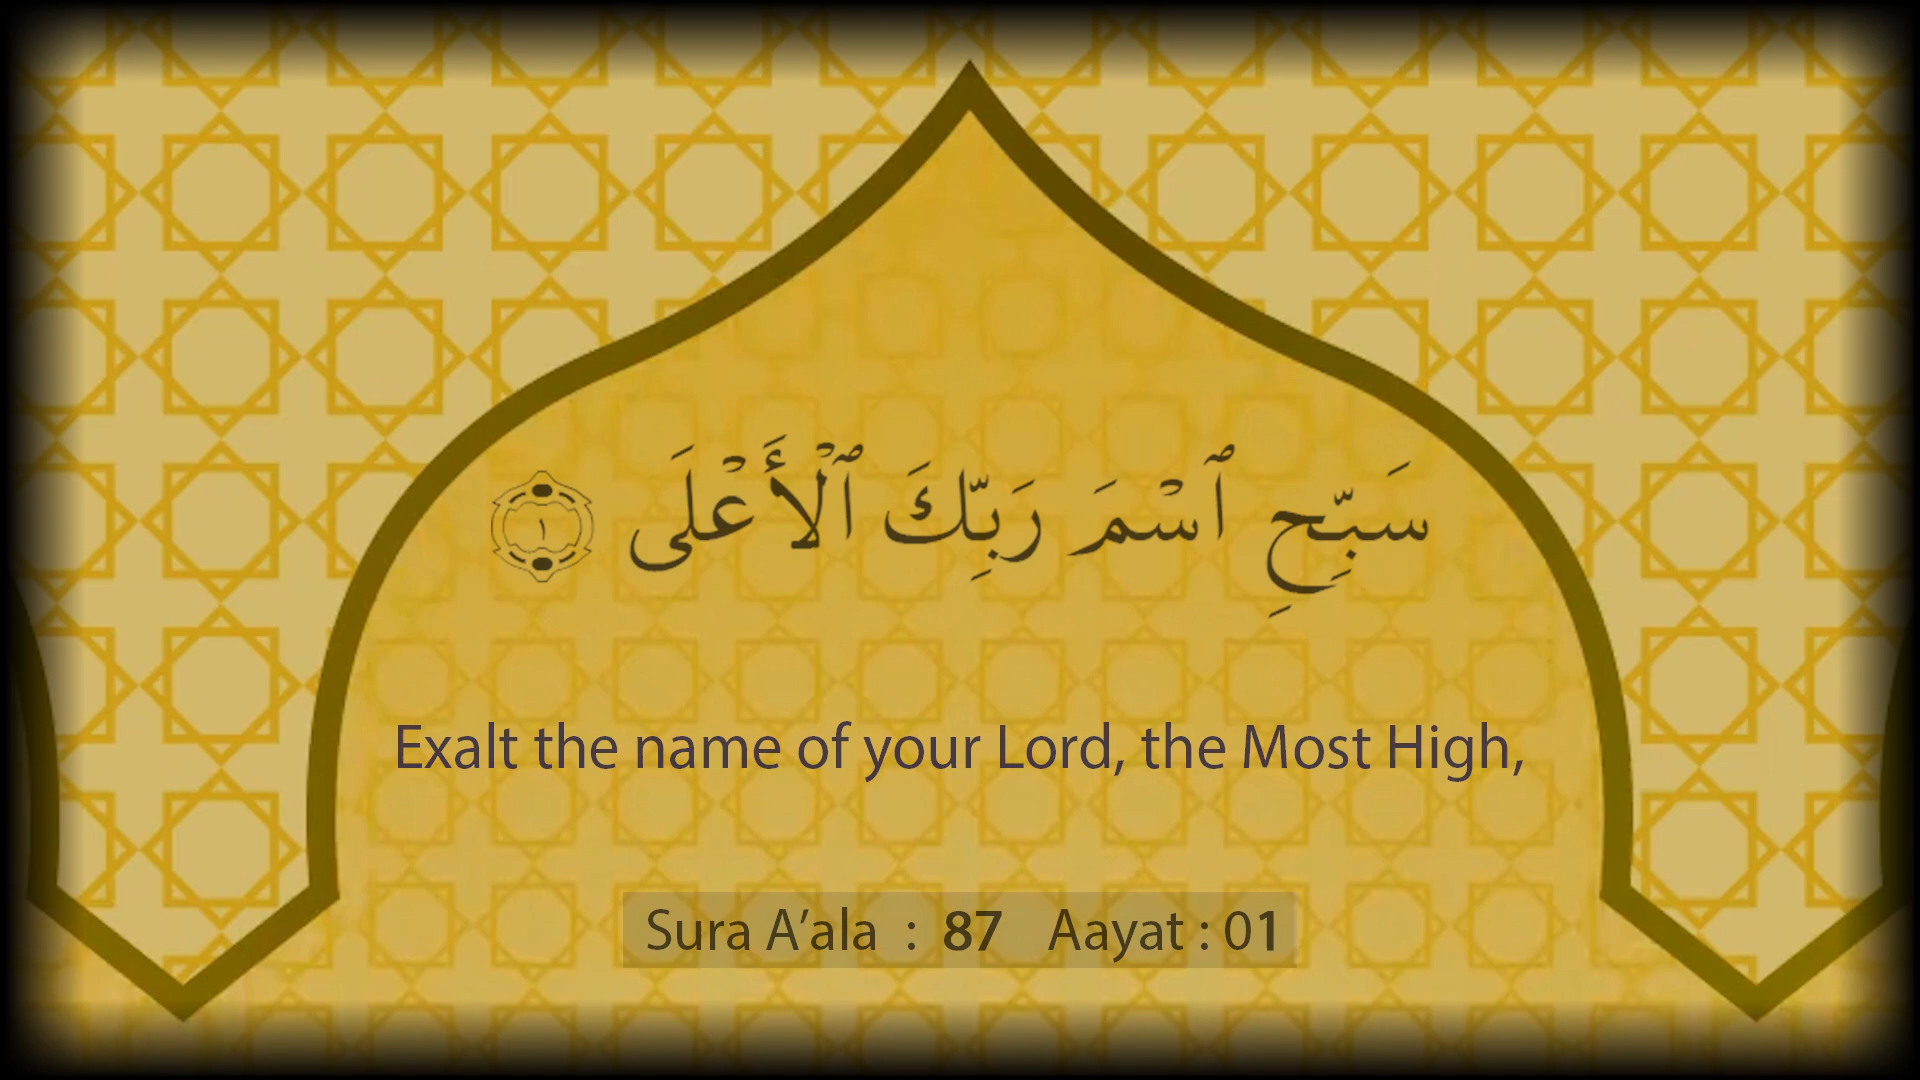 سَبِّحِ ٱسْمَ رَبِّكَ ٱلْأَعْلَى ١
Exalt the name of your Lord, the Most High,
Sura A’ala : 87 Aayat : 01